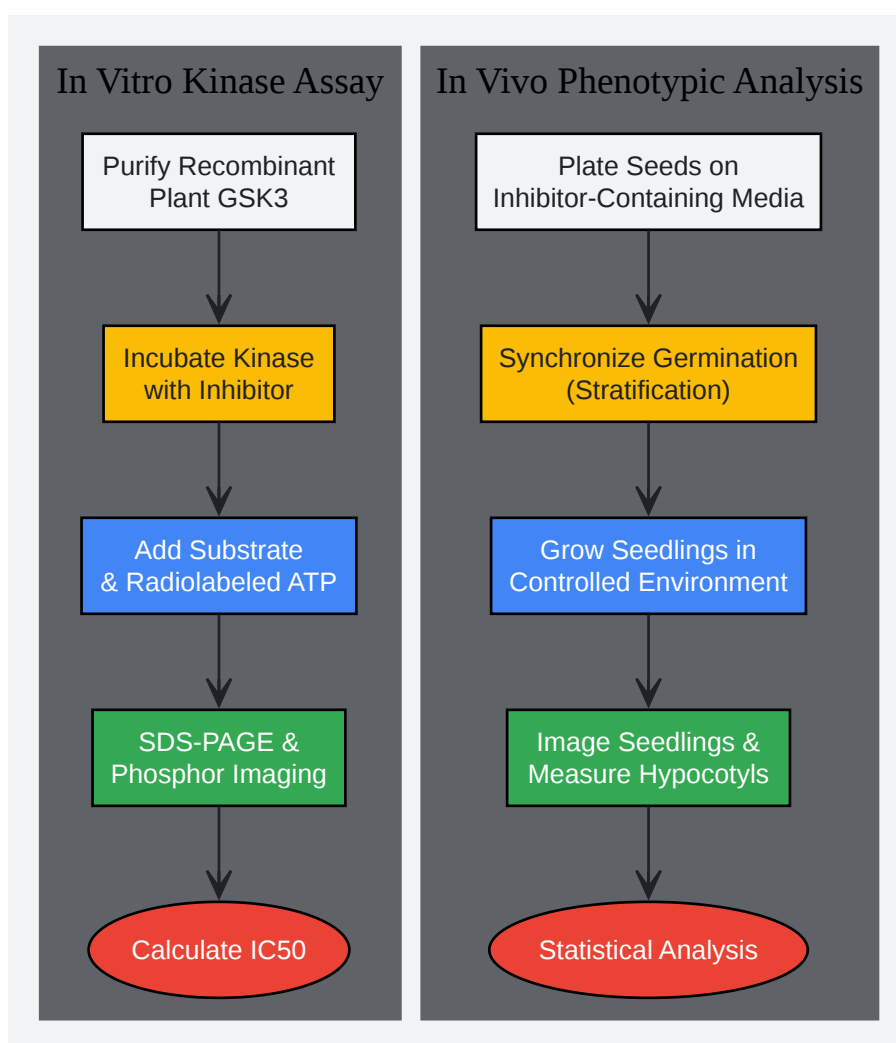 In Vitro Kinase Assay
Purify Recombinant
Plant GSK3
Incubate Kinase
with Inhibitor
Add Substrate
& Radiolabeled ATP
SDS-PAGE &
Phosphor Imaging
Calculate IC50
In Vivo Phenotypic Analysis
Plate Seeds on
Inhibitor-Containing Media
Synchronize Germination
(Stratification)
Grow Seedlings in
Controlled Environment
Image Seedlings &
Measure Hypocotyls
Statistical Analysis